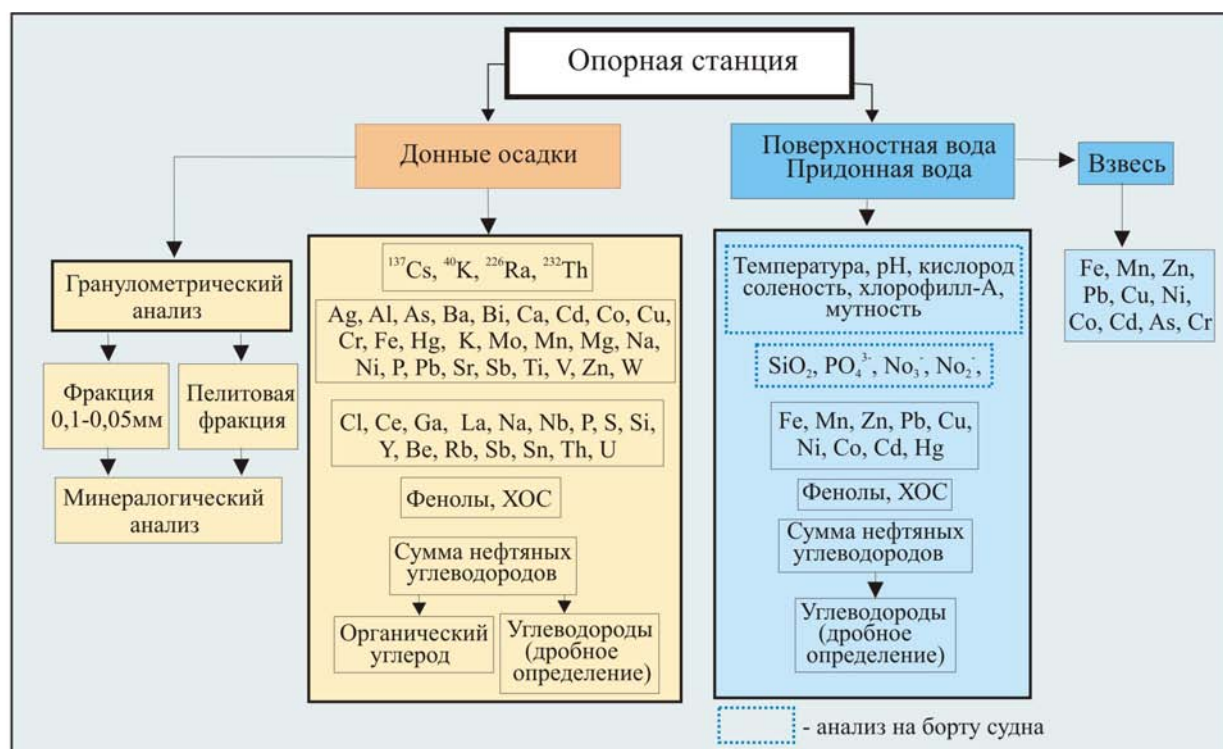 Опорная станция
Донные осадки
Поверхностная вода
Придонная вода
Взвесь
Гранулометрический
анализ
Фракция
0,1-0,05мм
Пелитовая
фракция
Минералогический
анализ
¹³⁷Cs, ⁴⁰K, ²²⁶Ra, ²³²Th
Ag, Al, As, Ba, Bi, Ca, Cd, Co, Cu,
Cr, Fe, Hg, K, Mo, Mn, Mg, Na,
Ni, P, Pb, Sr, Sb, Ti, V, Zn, W
Cl, Ce, Ga, La, Na, Nb, P, S, Si,
Y, Be, Rb, Sb, Sn, Th, U
Фенолы, ХОС
Сумма нефтяных
углеводородов
Органический
углерод
Углеводороды
(дробное
определение)
Температура, pH, кислород
соленость, хлорофилл-А,
мутность
SiO₂, PO₄³⁻, No₃⁻, No₂⁻,
Fe, Mn, Zn, Pb, Cu,
Ni, Co, Cd, Hg
Фенолы, ХОС
Сумма нефтяных
углеводородов
Углеводороды
(дробное
определение)
Fe, Mn, Zn,
Pb, Cu, Ni,
Co, Cd, As, Cr
- анализ на борту судна